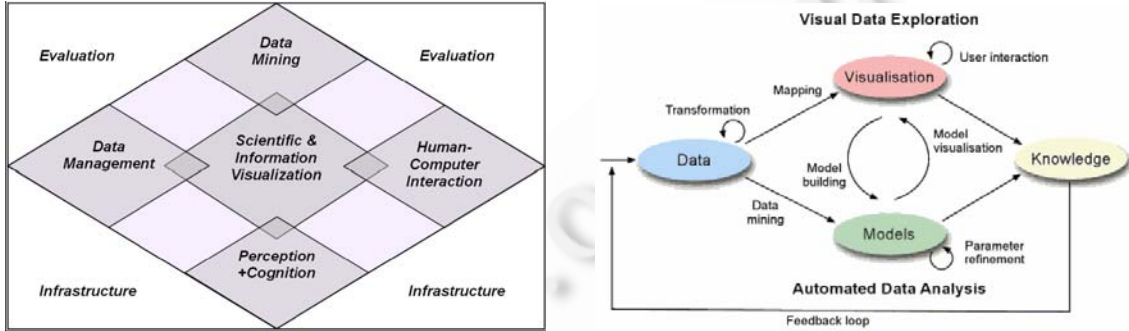 Evaluation
Data
Mining
Evaluation
Data
Management
Scientific &
Information
Visualization
Human-
Computer
Interaction
Perception
+Cognition
Infrastructure
Infrastructure
Visual Data Exploration
Visualisation
User interaction
Mapping
Transformation
Data
Model
building
Model
visualisation
Knowledge
Data
mining
Models
Parameter
refinement
Automated Data Analysis
Feedback loop